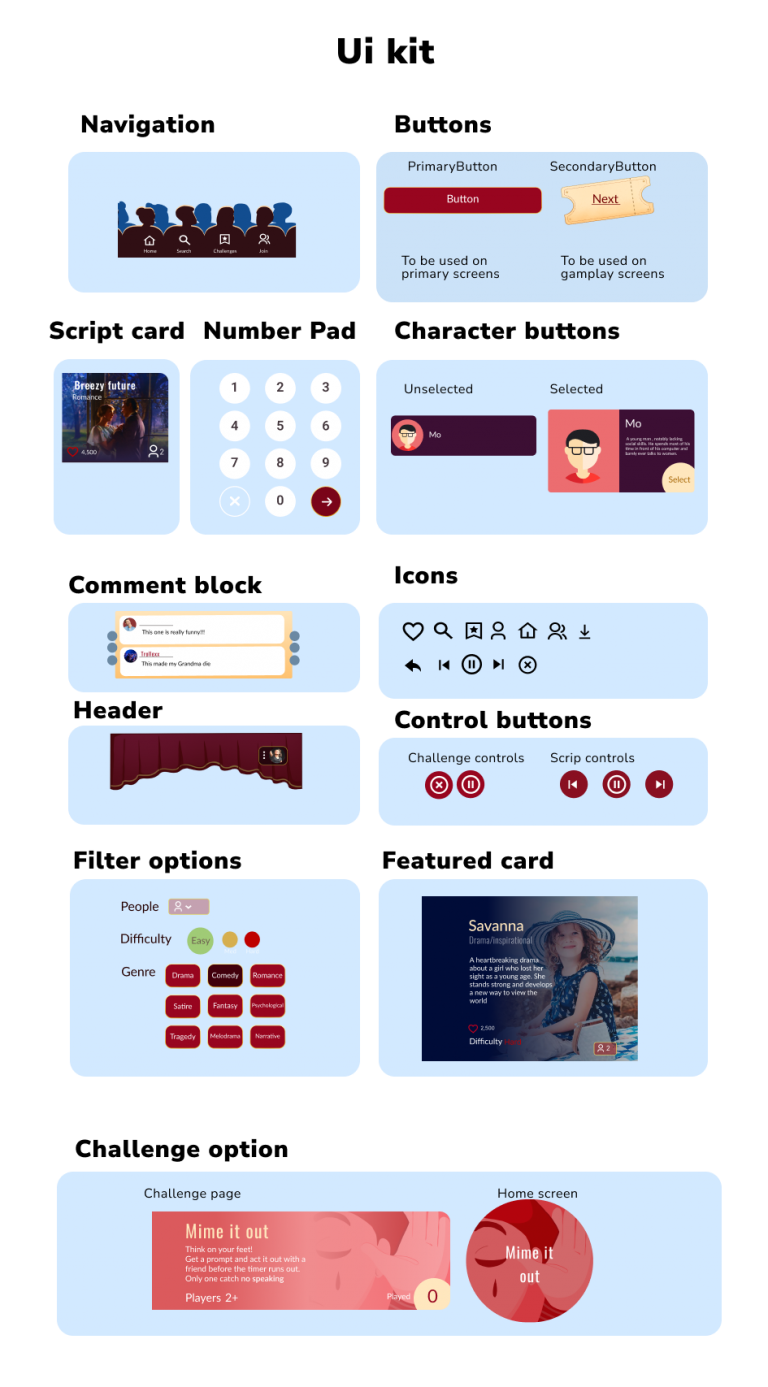 Ui kit
Navigation
Home
Search
Challenges
Join
Buttons
PrimaryButton
SecondaryButton
Button
Next
To be used on
primary screens
To be used on
gamplay screens
Script card
Breezy future
Romance
4,500
2
Number Pad
1 2 3
4 5 6
7 8 9
0
Character buttons
Unselected
Selected
Mo
Mo
A young man , notably lacking
social skills. He spends most of his
time in front of his computer and
barely ever talks to women.
Select
Comment block
This one is really funny!!!
Trollxxx
This made my Grandma die
Icons
Header
Control buttons
Challenge controls
Scrip controls
Filter options
People
Difficulty
Easy
Genre
Drama
Comedy
Romance
Satire
Fantasy
Psychological
Tragedy
Melodrama
Narrative
Featured card
Savanna
Drama/Inspirational
A heartbreaking drama
about a girl who lost her
sight as a young age. She
stands strong and develops
a new way to view the
world
2,500
Difficulty
2
Challenge option
Challenge page
Mime it out
Think on your feet!
Get a prompt and act it out with a
friend before the timer runs out.
Only one catch no speaking
Players 2+
Played
0
Home screen
Mime it
out